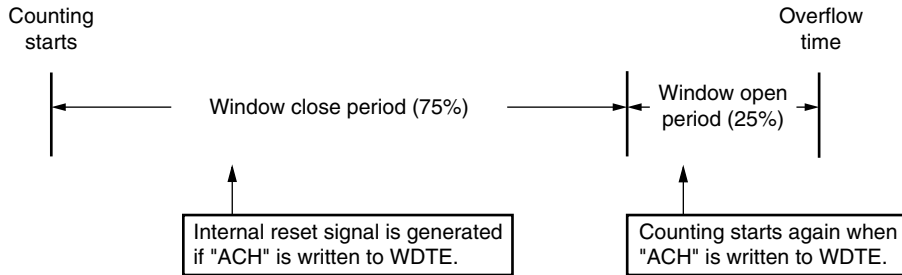 Counting
starts
Overflow
time
Window close period (75%)
Window open
period (25%)
Internal reset signal is generated
if "ACH" is written to WDTE.
Counting starts again when
"ACH" is written to WDTE.